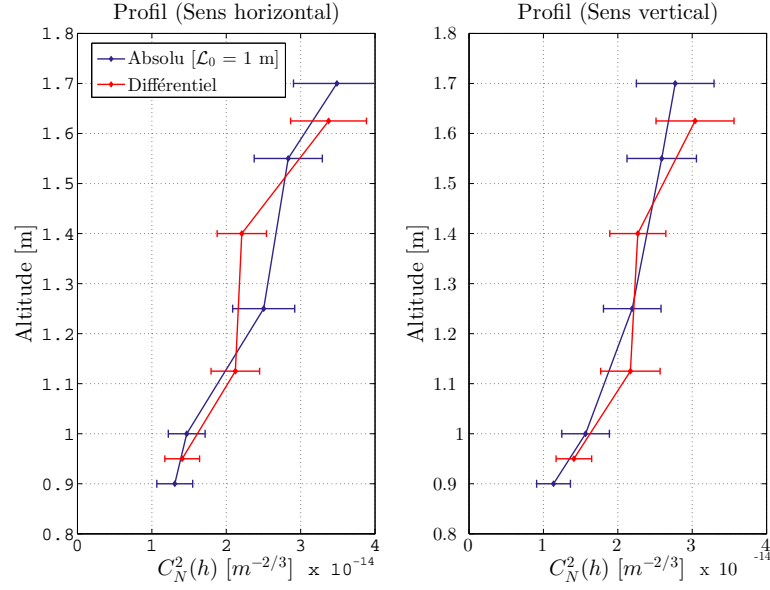 Profil (Sens horizontal)
Absolu [𝓛₀ = 1 m]
Différentiel
Altitude [m]
1.8
1.7
1.6
1.5
1.4
1.3
1.2
1.1
1
0.9
0.8
0 1 2 3 4
C²_N(h) [m^{-2/3}] x 10^{-14}
Profil (Sens vertical)
Altitude [m]
1.8
1.7
1.6
1.5
1.4
1.3
1.2
1.1
1
0.9
0.8
0 1 2 3 4
C²_N(h) [m^{-2/3}] x 10^{-14}